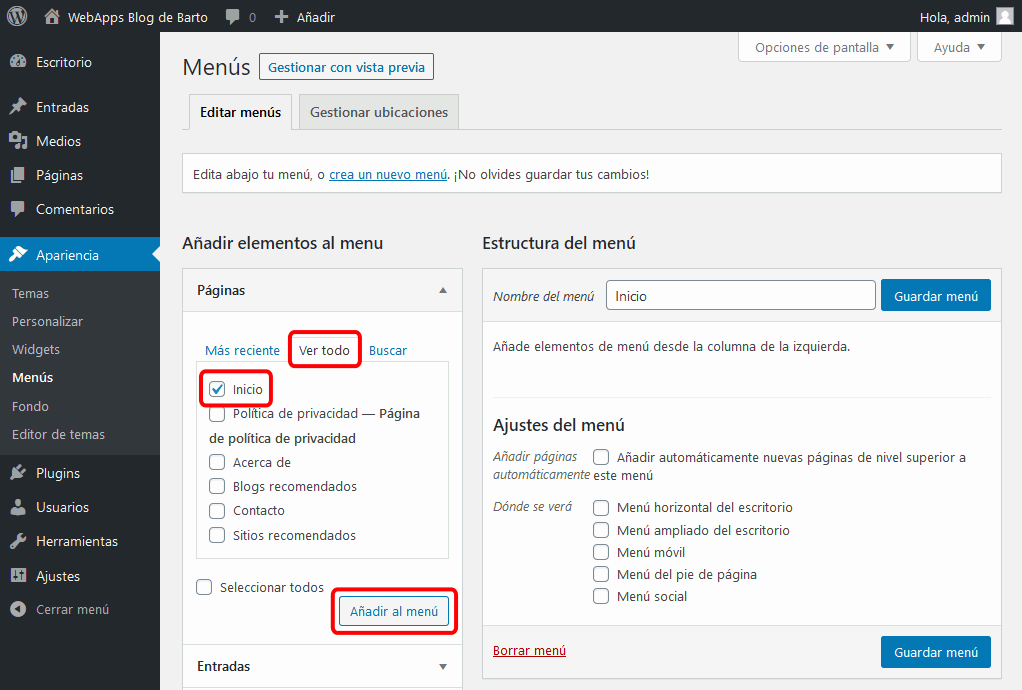 WebApps Blog de Barto 0 Añadir Hola, admin
Opciones de pantalla Ayuda
Escritorio
Entradas
Medios
Páginas
Comentarios
Apariencia
Temas
Personalizar
Widgets
Menús
Fondo
Editor de temas
Plugins
Usuarios
Herramientas
Ajustes
Cerrar menú
Menús Gestionar con vista previa
Editar menús Gestionar ubicaciones
Edita abajo tu menú, o crea un nuevo menú. ¡No olvides guardar tus cambios!
Añadir elementos al menu
Páginas
Más reciente Ver todo Buscar
Inicio
Política de privacidad — Página
de política de privacidad
Acerca de
Blogs recomendados
Contacto
Sitios recomendados
Seleccionar todos
Añadir al menú
Entradas
Estructura del menú
Nombre del menú Inicio Guardar menú
Añade elementos de menú desde la columna de la izquierda.
Ajustes del menú
Añadir páginas
automáticamente
Añadir automáticamente nuevas páginas de nivel superior a
este menú
Dónde se verá
Menú horizontal del escritorio
Menú ampliado del escritorio
Menú móvil
Menú del pie de página
Menú social
Borrar menú Guardar menú